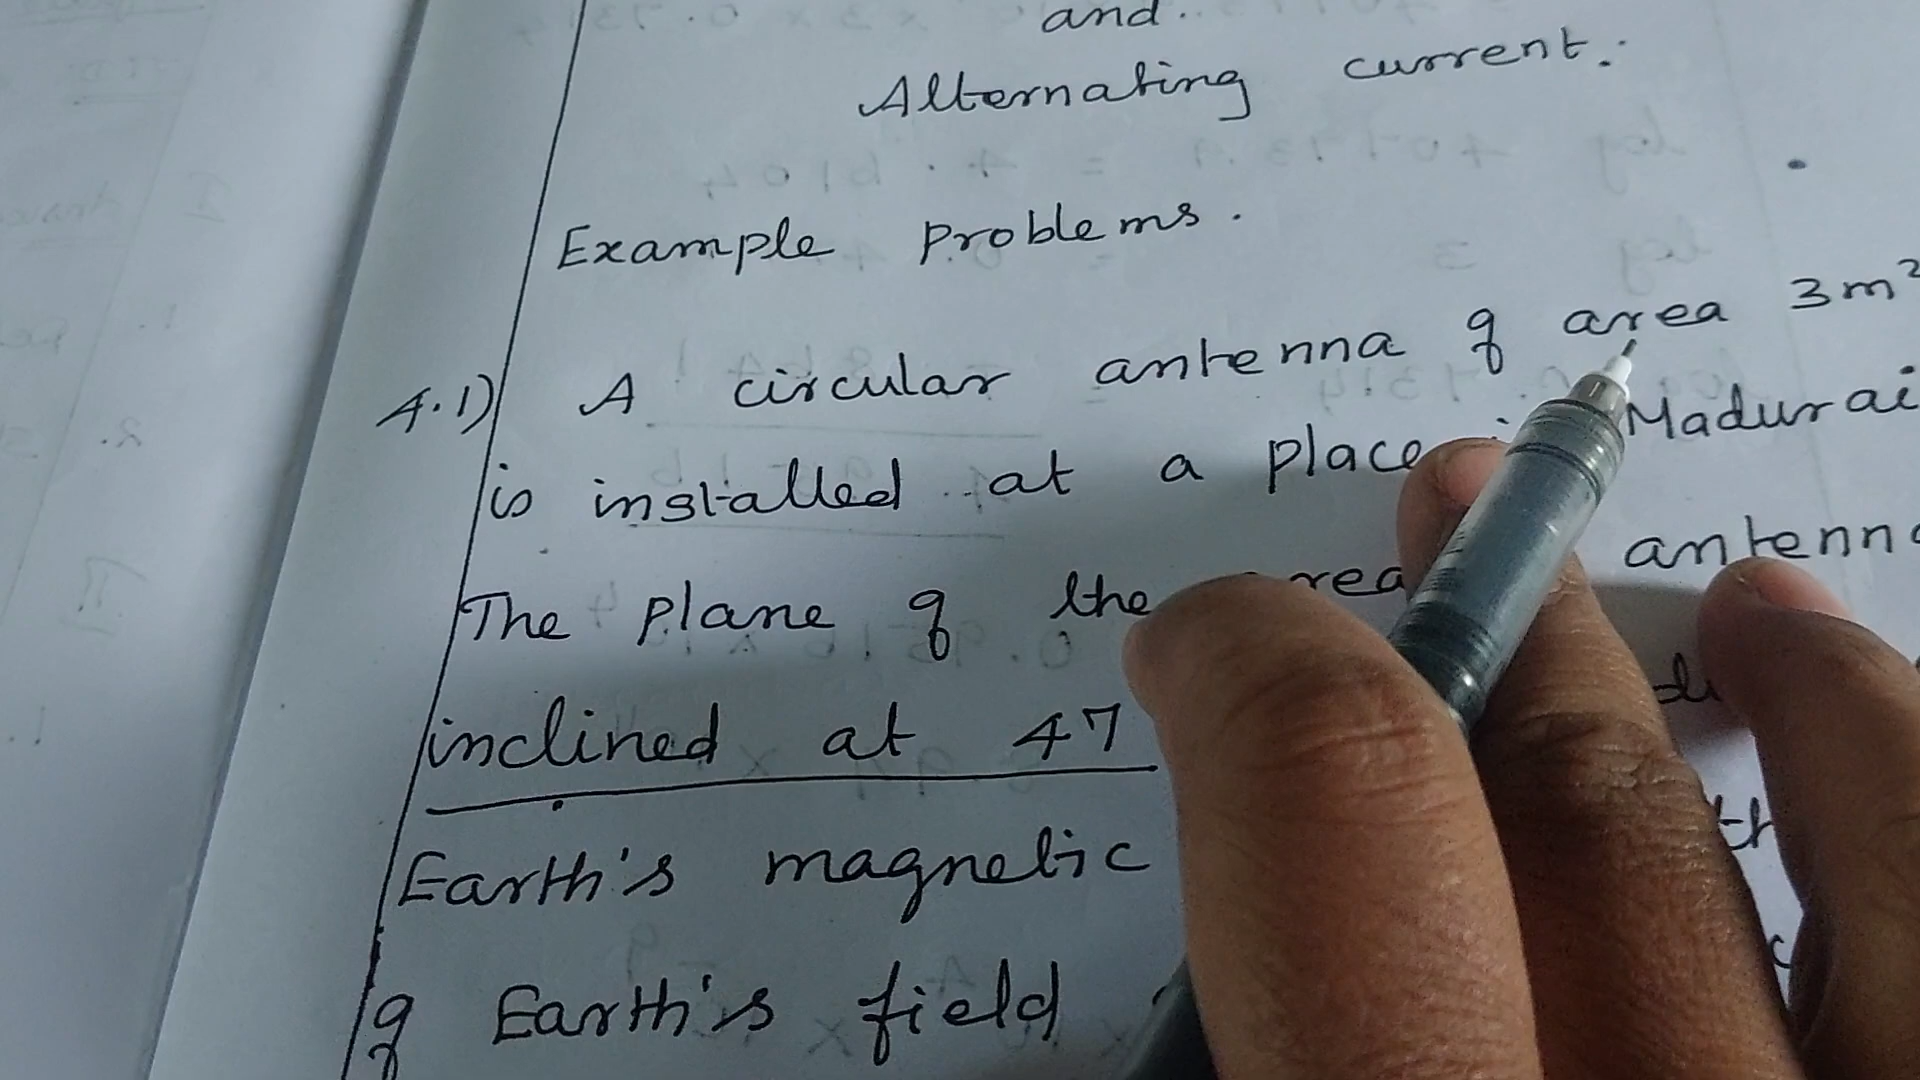 and.
Alternating current:
Example Problems.
4.1) A circular antenna of area 3m²
is installed at a place Madurai
The plane of the antenna
inclined at 47
Earth's magnetic
of Earth's field